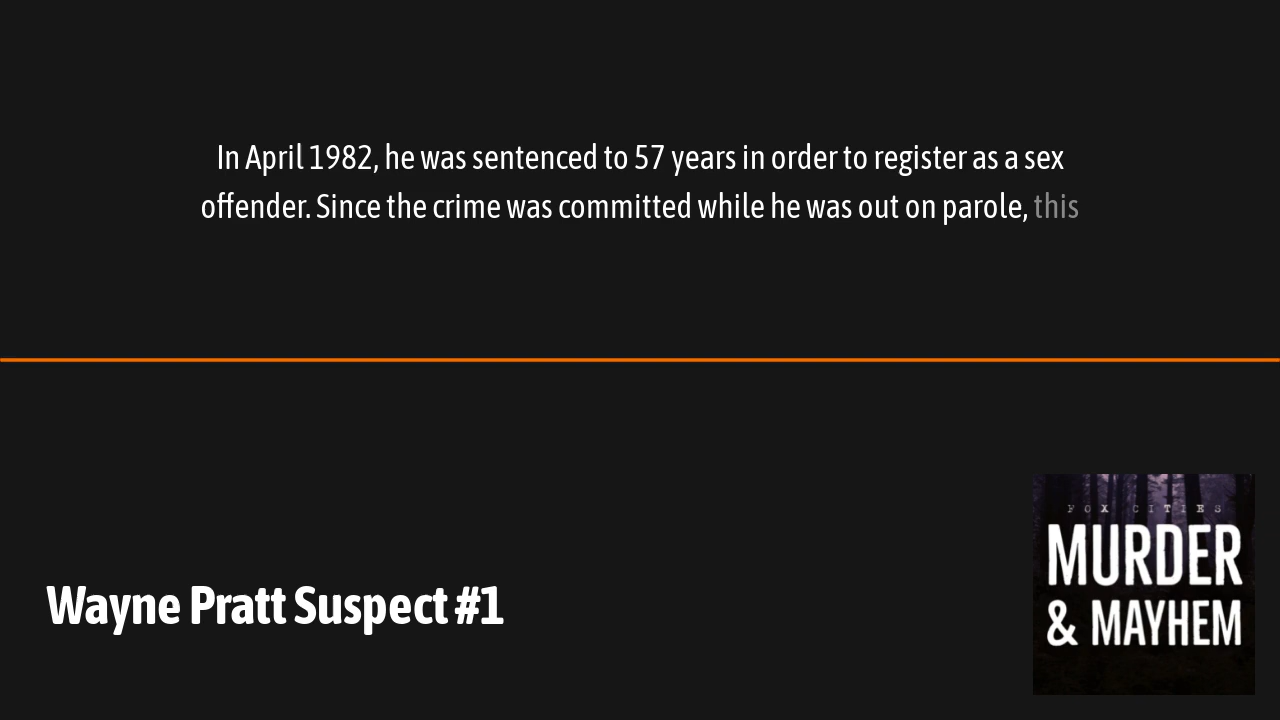 In April 1982, he was sentenced to 57 years in order to register as a sex
offender. Since the crime was committed while he was out on parole, this
FOX CITIES
MURDER
& MAYHEM
Wayne Pratt Suspect #1